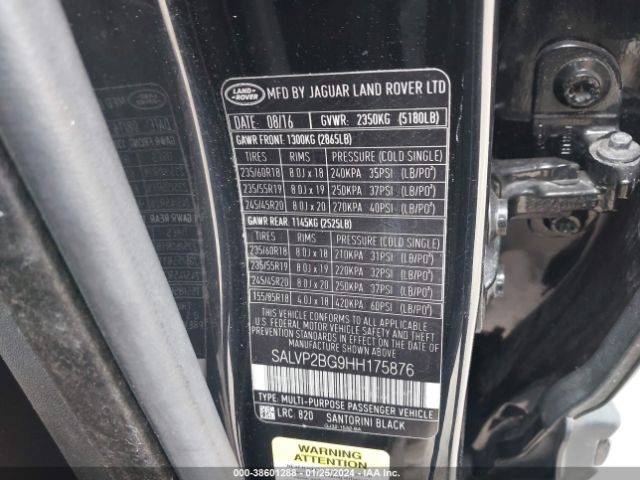 LAND-
-ROVER
MFD BY JAGUAR LAND ROVER LTD
DATE: 08/16 GVWR: 2350KG (5180LB)
GAWR FRONT: 1300KG (2865LB)
TIRES RIMS PRESSURE (COLD SINGLE)
235/60R18 8.0J x 18 240KPA 35PSI (LB/PO²)
235/55R19 8.0J x 19 250KPA 37PSI (LB/PO²)
245/45R20 8.0J x 20 270KPA 40PSI (LB/PO²)
GAWR REAR: 1145KG (2525LB)
TIRES RIMS PRESSURE (COLD SINGLE)
235/60R18 8.0J x 18 210KPA 31PSI (LB/PO²)
235/55R19 8.0J x 19 220KPA 32PSI (LB/PO²)
245/45R20 8.0J x 20 250KPA 37PSI (LB/PO²)
155/85R18 4.0J x 18 420KPA 60PSI (LB/PO²)
THIS VEHICLE CONFORMS TO ALL APPLICABLE
U.S. FEDERAL MOTOR VEHICLE SAFETY AND THEFT
PREVENTION STANDARDS IN EFFECT ON THE DATE
OF MANUFACTURE SHOWN ABOVE.
SALVP2BG9HH175876
TYPE: MULTI-PURPOSE PASSENGER VEHICLE
LRC: 820 SANTORINI BLACK
WARNING
ATTENTION
000-38601288 - 01/25/2024 - IAAI.COM